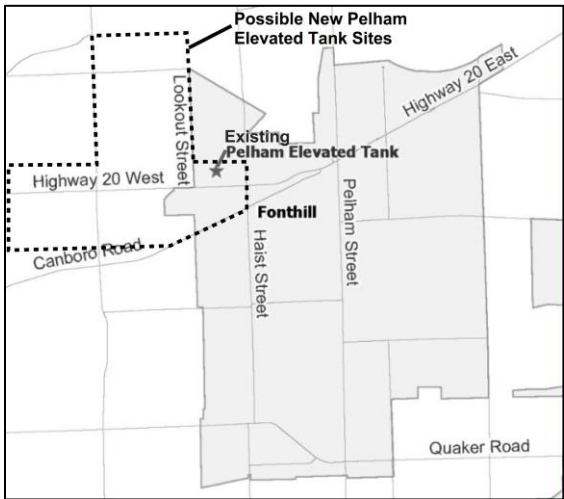 Possible New Pelham
Elevated Tank Sites
Highway 20 East
Lookout Street
Existing
Pelham Elevated Tank
Highway 20 West
Pelham Street
Fonthill
Haist Street
Canboro Road
Quaker Road